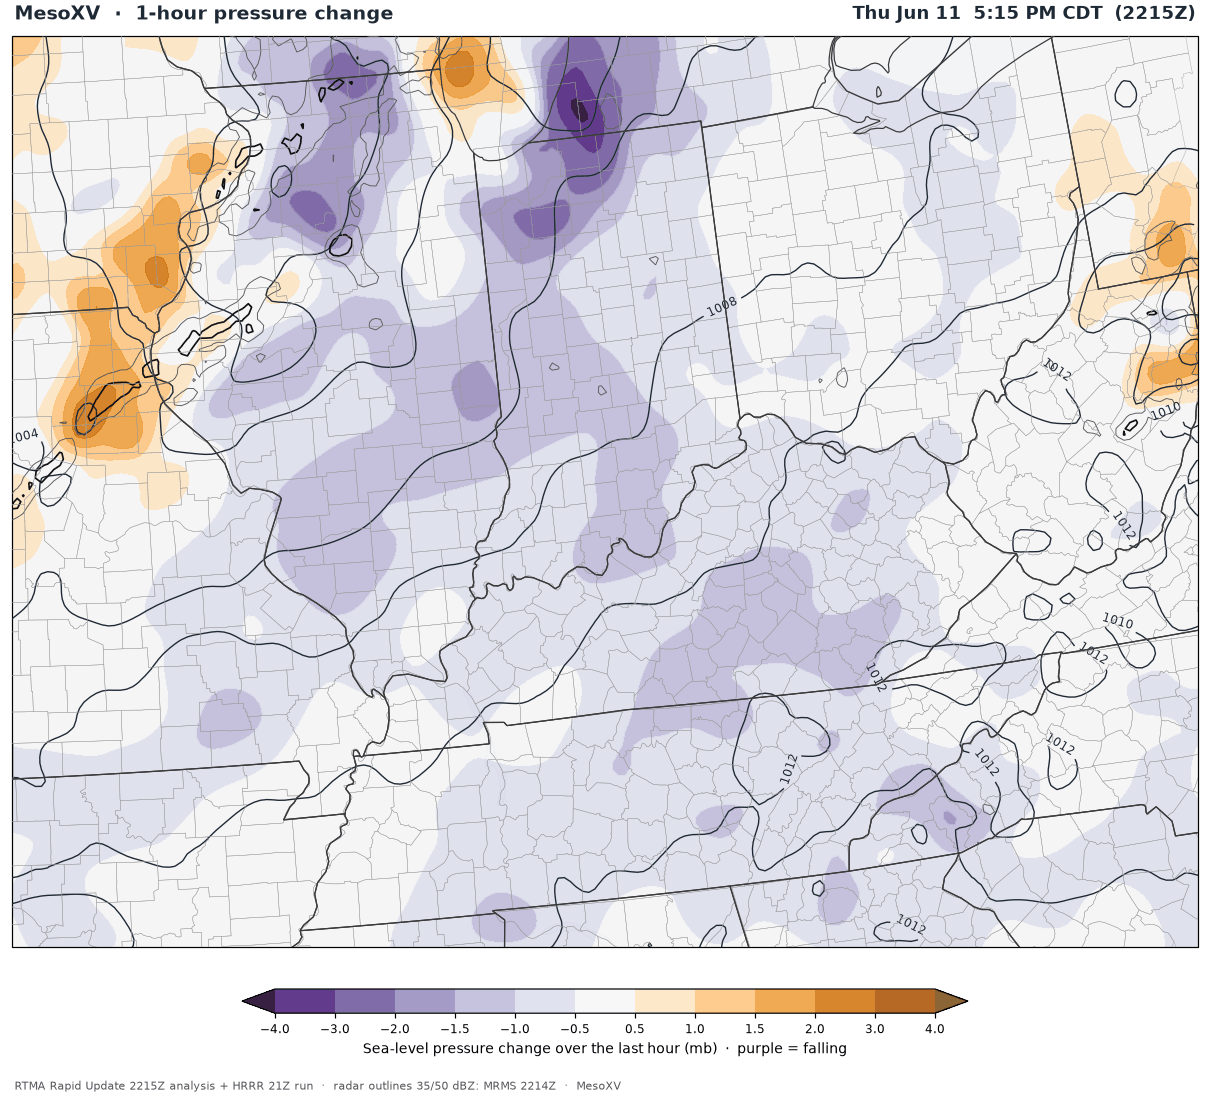 MesoXV · 1-hour pressure change
Thu Jun 11 5:15 PM CDT (2215Z)
1008
1012
1010
004
1012
1010
1012
1012
1012
1012
1012
1012
−4.0 −3.0 −2.0 −1.5 −1.0 −0.5 0.5 1.0 1.5 2.0 3.0 4.0
Sea-level pressure change over the last hour (mb) · purple = falling
RTMA Rapid Update 2215Z analysis + HRRR 21Z run · radar outlines 35/50 dBZ: MRMS 2214Z · MesoXV